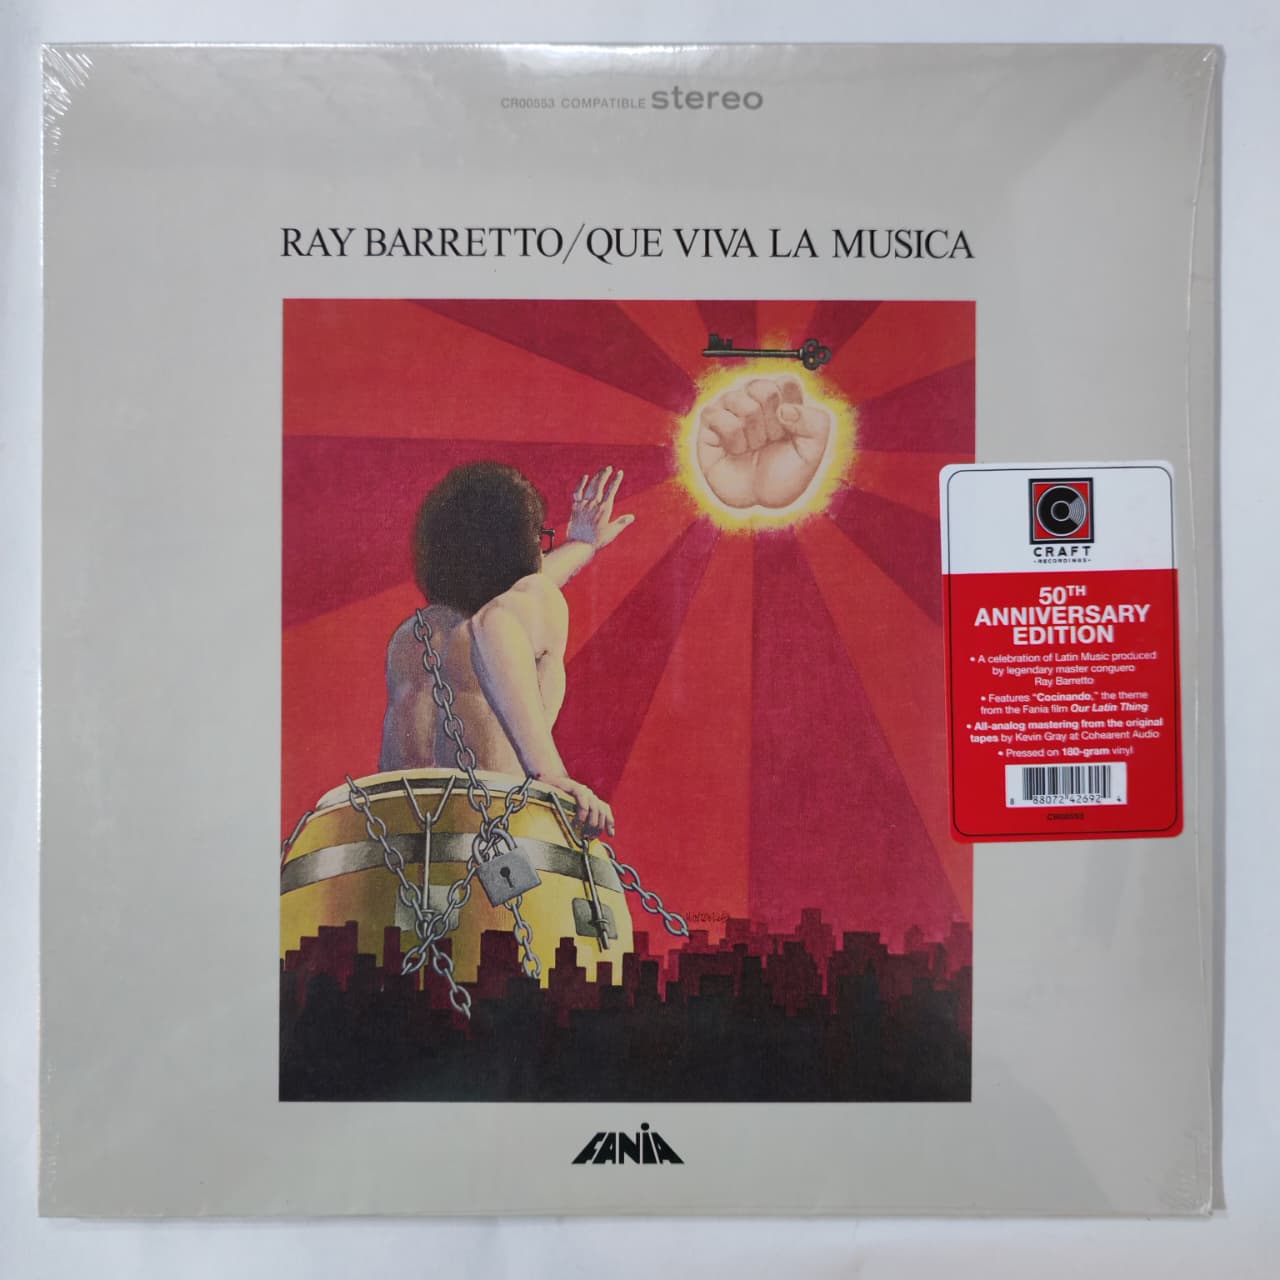 CR00553 COMPATIBLE stereo
RAY BARRETTO/QUE VIVA LA MUSICA
CRAFT
RECORDINGS
50TH
ANNIVERSARY
EDITION
• A celebration of Latin Music produced
by legendary master conguero
Ray Barretto
• Features "Cocinando," the theme
from the Fania film Our Latin Thing
• All-analog mastering from the original
tapes by Kevin Gray at Cohearent Audio
• Pressed on 180-gram vinyl
8 88072 42692 4
CR00553
FANIA